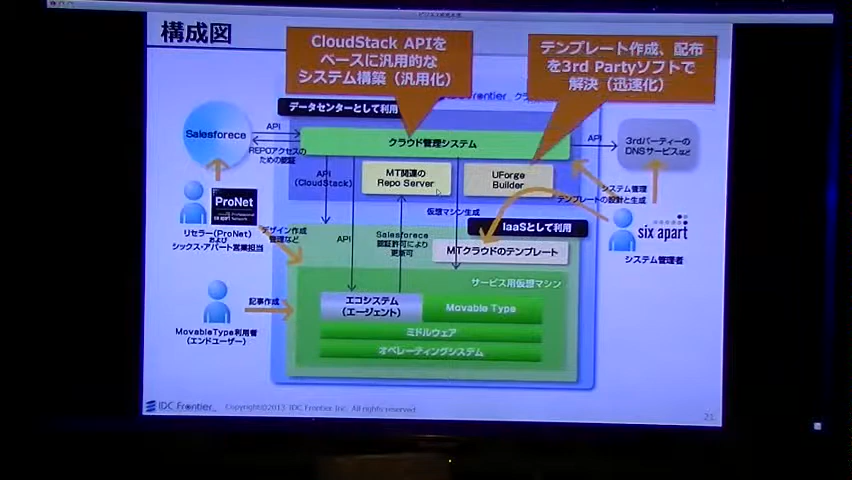 構成図
CloudStack APIを
ベースに汎用的な
システム構築（汎用化）
テンプレート作成、配布
を3rd Partyソフトで
解決（迅速化）
データセンターとして利用
Frontier
Salesforece
API
REPOアクセスの
ための認証
クラウド管理システム
API
3rdパーティーの
DNSサービスなど
API
(CloudStack)
MT関連の
Repo Server
UForge
Builder
システム管理
テンプレートの設計と生成
ProNet
リセラー(ProNet)
および
シックス・アパート営業担当
デザイン作成
管理など
API
Salesforece
認証許可により
更新可
仮想マシン生成
IaaSとして利用
MTクラウドのテンプレート
six apart
システム管理者
サービス用仮想マシン
記事作成
MovableType利用者
(エンドユーザー)
エコシステム
(エージェント)
Movable Type
ミドルウェア
オペレーティングシステム
IDC Frontier
Copyright©2013 IDC Frontier Inc. All rights reserved.
21